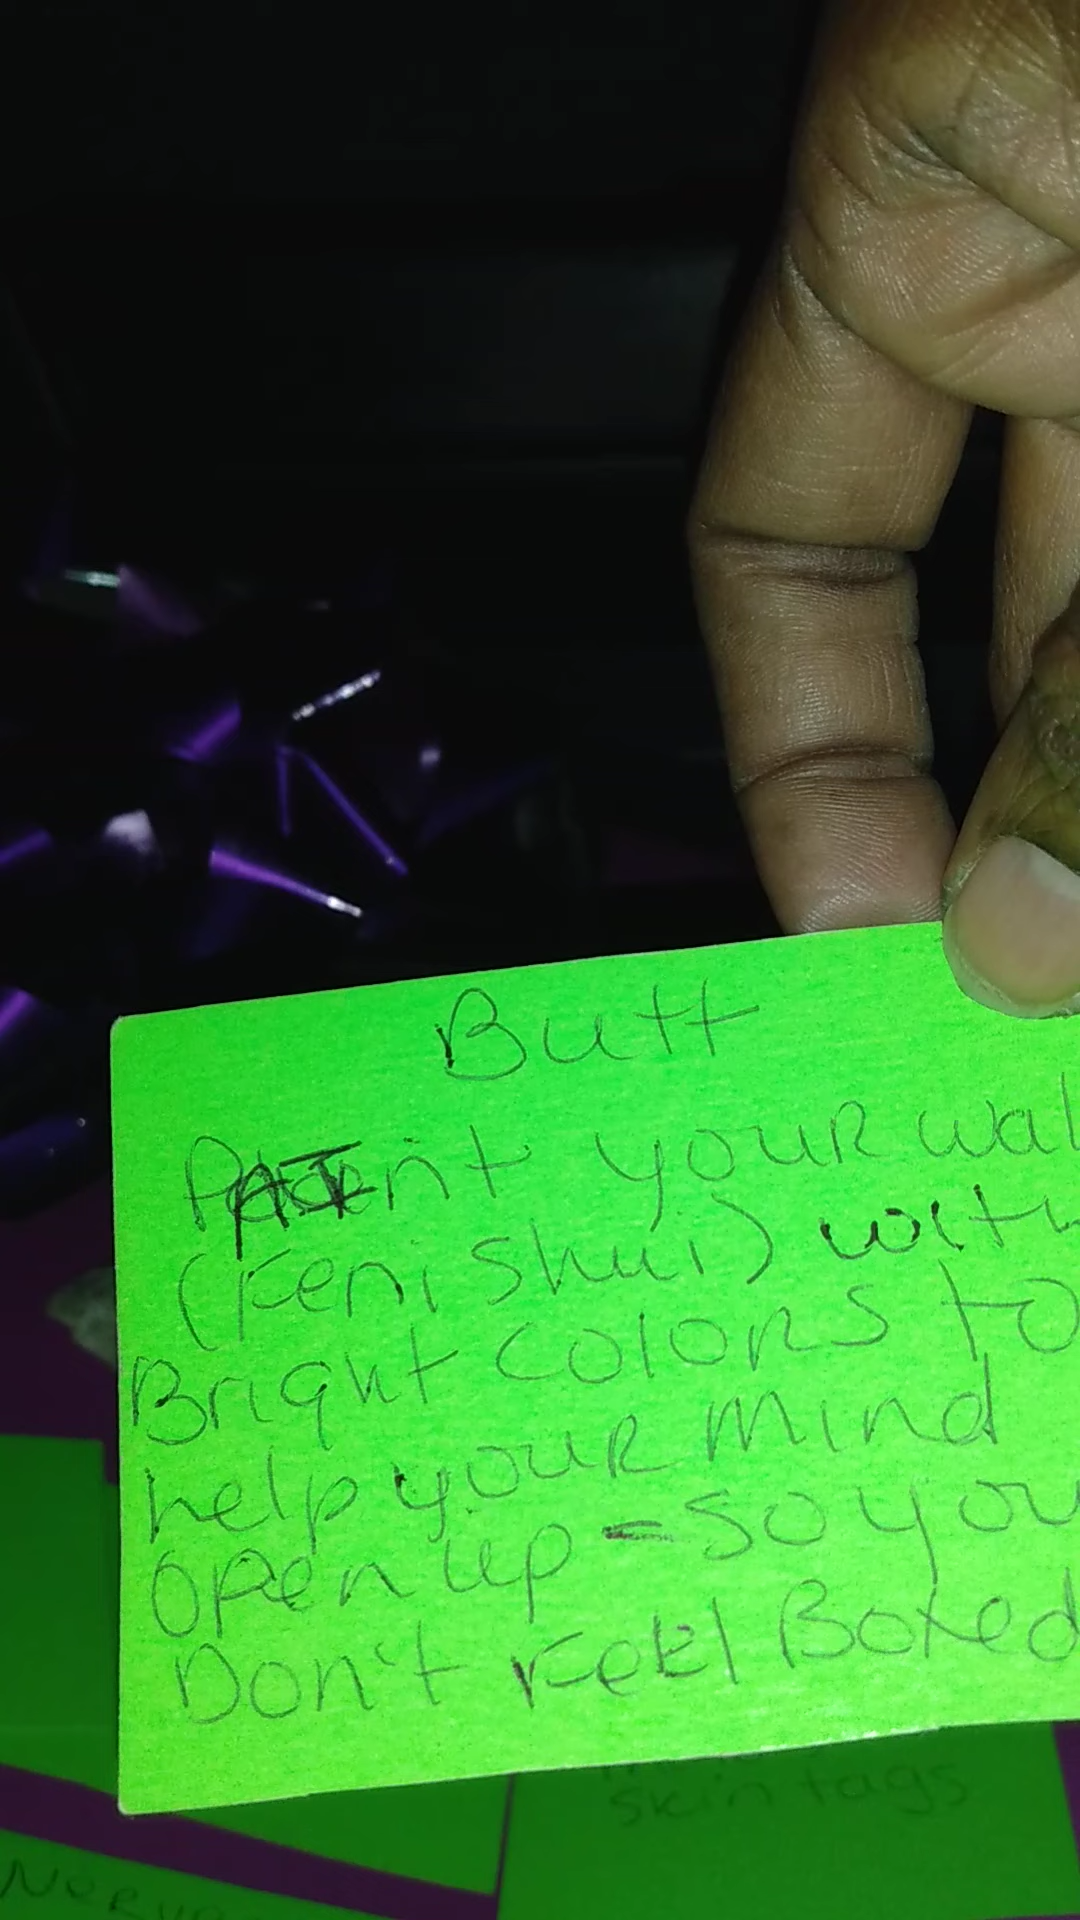 Butt
PAInt your wal
(Feni Shui) with
Bright Colors to
help your mind
open up - so you
Don't Feel Boxed
skin tags